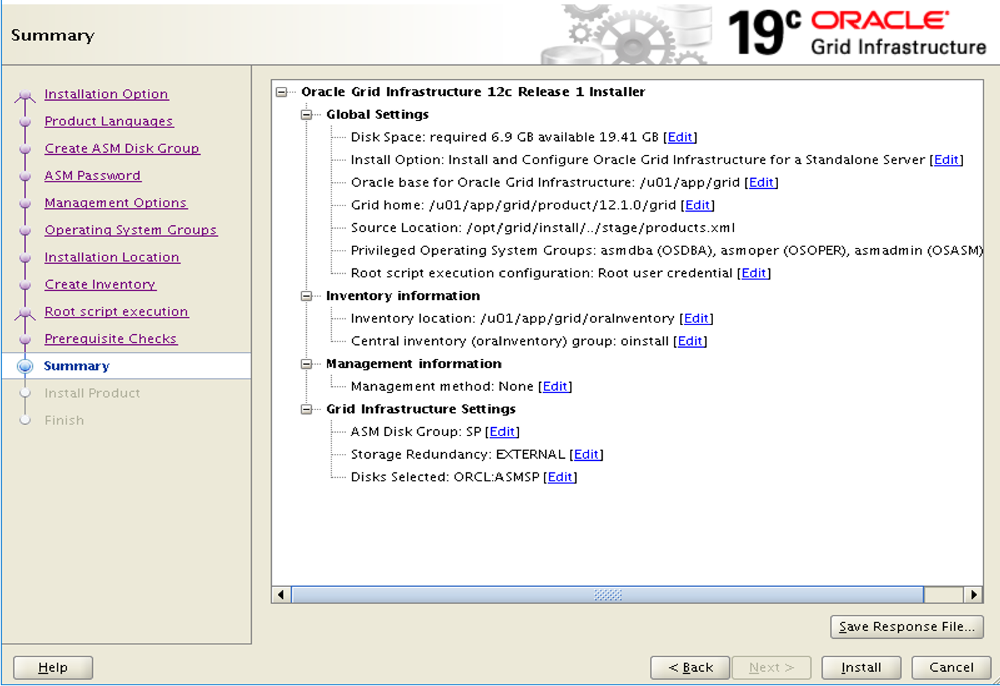 Summary
19c ORACLE
Grid Infrastructure
Installation Option
Product Languages
Create ASM Disk Group
ASM Password
Management Options
Operating System Groups
Installation Location
Create Inventory
Root script execution
Prerequisite Checks
Summary
Install Product
Finish
Oracle Grid Infrastructure 12c Release 1 Installer
Global Settings
Disk Space: required 6.9 GB available 19.41 GB [Edit]
Install Option: Install and Configure Oracle Grid Infrastructure for a Standalone Server [Edit]
Oracle base for Oracle Grid Infrastructure: /u01/app/grid [Edit]
Grid home: /u01/app/grid/product/12.1.0/grid [Edit]
Source Location: /opt/grid/install/../stage/products.xml
Privileged Operating System Groups: asmdba (OSDBA), asmoper (OSOPER), asmadmin (OSASM)
Root script execution configuration: Root user credential [Edit]
Inventory information
Inventory location: /u01/app/grid/oraInventory [Edit]
Central inventory (oraInventory) group: oinstall [Edit]
Management information
Management method: None [Edit]
Grid Infrastructure Settings
ASM Disk Group: SP [Edit]
Storage Redundancy: EXTERNAL [Edit]
Disks Selected: ORCL:ASMSP [Edit]
Save Response File...
Help
< Back
Next >
Install
Cancel